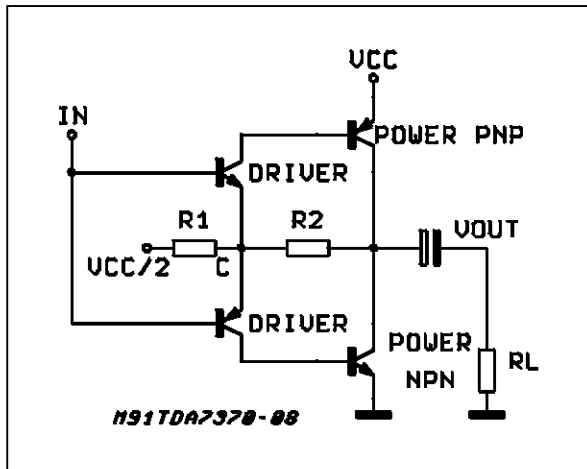 VCC
IN
POWER PNP
DRIVER
R1
R2
VOUT
VCC/2
C
DRIVER
POWER
NPN
RL
M91TDA7370-08